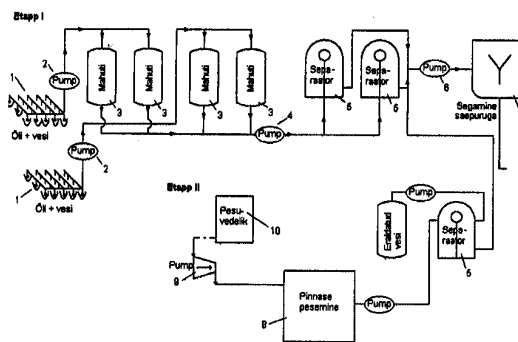 Etapp I
1
2
Pump
Mahuti
3
Mahuti
3
Mahuti
3
Mahuti
3
Õli + vesi
Pump
2
1
Õli + vesi
4
Pump
Sepa-
raator
5
Sepa-
raator
5
Pump
6
Segamine
saepuruga
Etapp II
Pesu-
vedelik
10
Pump
9
Pinnase
pesemine
8
Pump
Eraldatud
vesi
Pump
Sepa-
raator
5